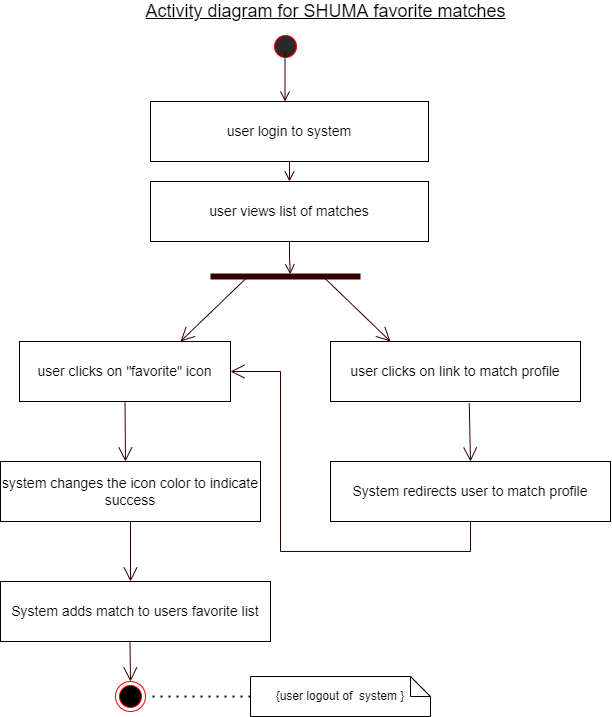 Activity diagram for SHUMA favorite matches
user login to system
user views list of matches
user clicks on "favorite" icon
user clicks on link to match profile
system changes the icon color to indicate
success
System redirects user to match profile
System adds match to users favorite list
{user logout of system }